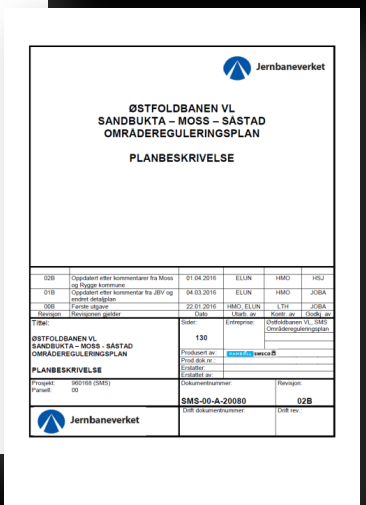 Jernbaneverket
ØSTFOLDBANEN VL
SANDBUKTA – MOSS – SÅSTAD
OMRÅDEREGULERINGSPLAN
PLANBESKRIVELSE
02B Oppdatert etter kommentarer fra Moss og Rygge kommune 01.04.2016 ELUN HMO HSJ
01B Oppdatert etter kommentar fra JBV og endret detaljplan 04.03.2016 ELUN HMO JOBA
00B Første utgave 22.01.2016 HMO, ELUN LTH JOBA
Revisjon Revisjonen gjelder Dato Utarb. av Kontr. av Godkj. av
Tittel:
ØSTFOLDBANEN VL
SANDBUKTA - MOSS - SÅSTAD
OMRÅDEREGULERINGSPLAN
PLANBESKRIVELSE
Sider:
130
Entreprise: Østfoldbanen VL, SMS
Områdereguleringsplan
Produsert av: RAMBØLL sweco
Prod.dok.nr.:
Erstatter:
Erstattet av:
Prosjekt: 960168 (SMS)
Parsell: 00
Dokumentnummer:
SMS-00-A-20080
Revisjon:
02B
Jernbaneverket
Drift dokumentnummer:
Drift rev.: